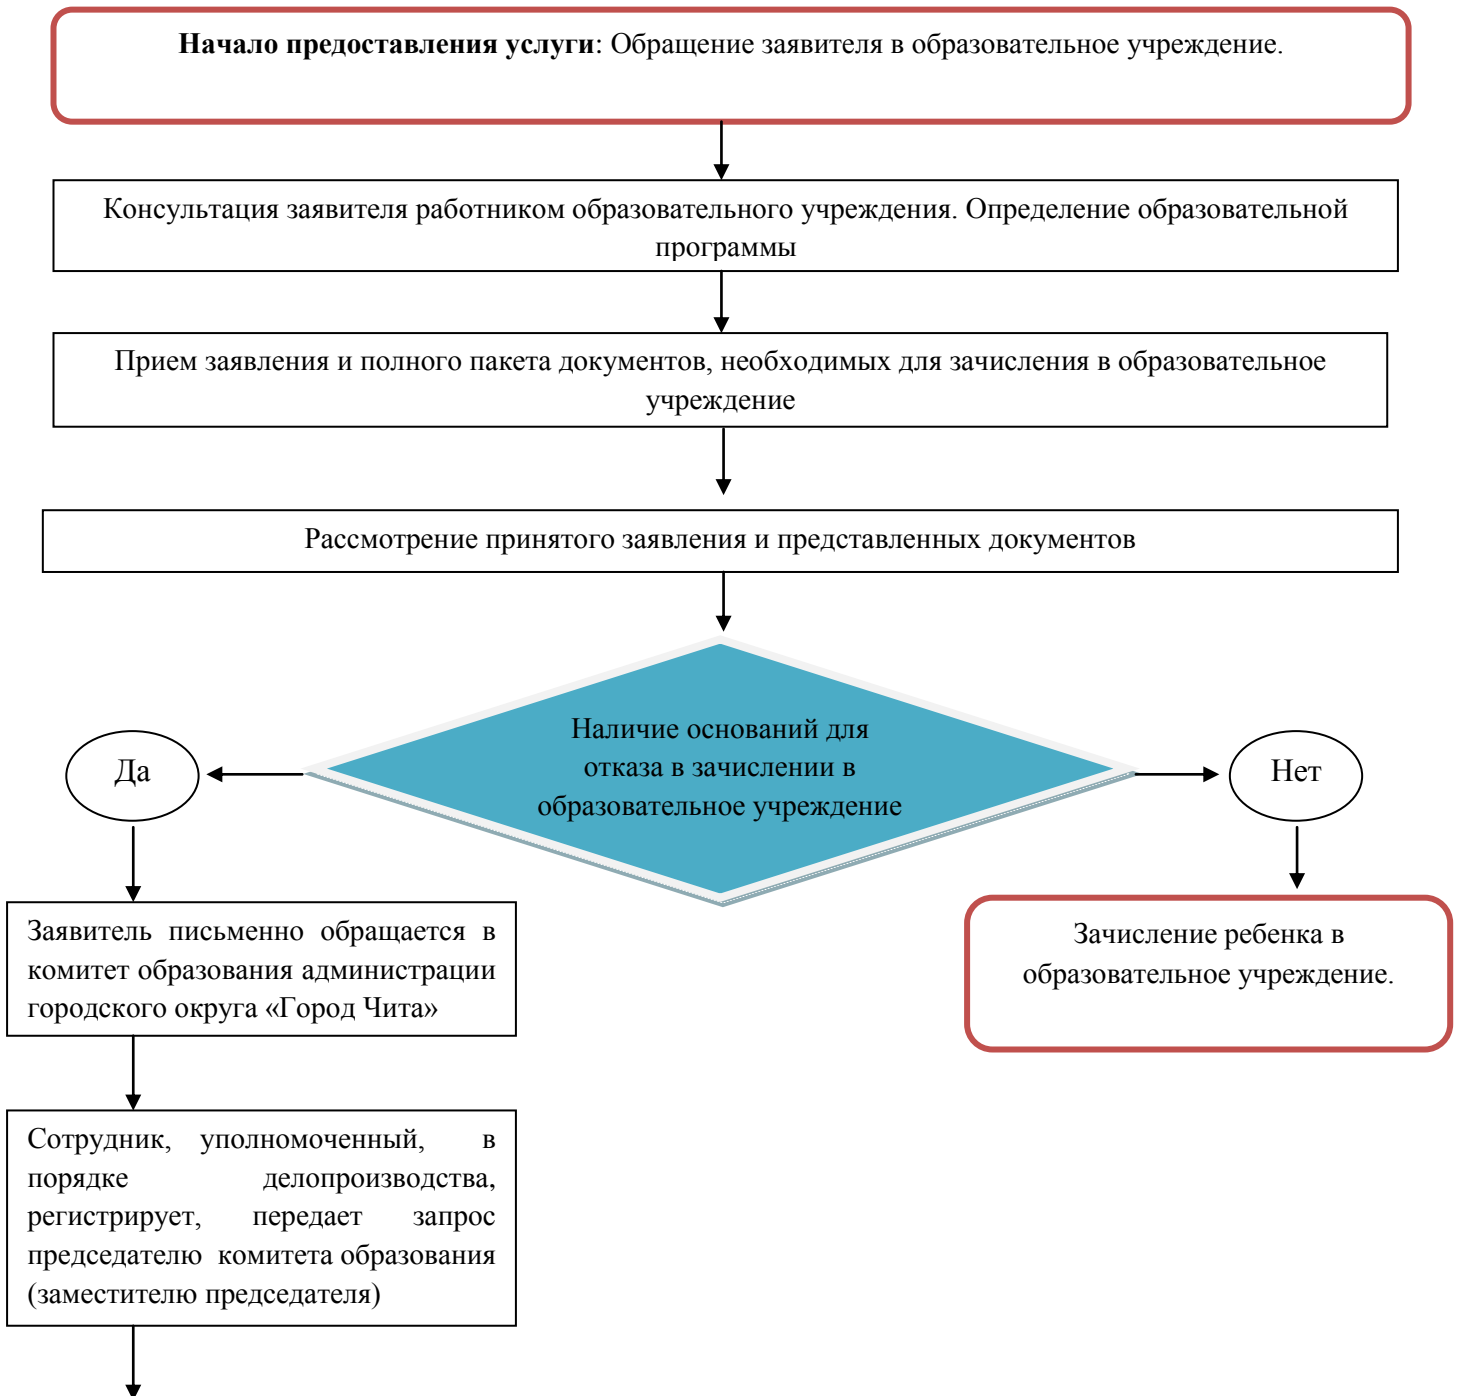 Начало предоставления услуги: Обращение заявителя в образовательное учреждение.
Консультация заявителя работником образовательного учреждения. Определение образовательной
программы
Прием заявления и полного пакета документов, необходимых для зачисления в образовательное
учреждение
Рассмотрение принятого заявления и представленных документов
Наличие оснований для
отказа в зачислении в
образовательное учреждение
Да
Нет
Заявитель письменно обращается в
комитет образования администрации
городского округа «Город Чита»
Зачисление ребенка в
образовательное учреждение.
Сотрудник, уполномоченный, в
порядке делопроизводства,
регистрирует, передает запрос
председателю комитета образования
(заместителю председателя)